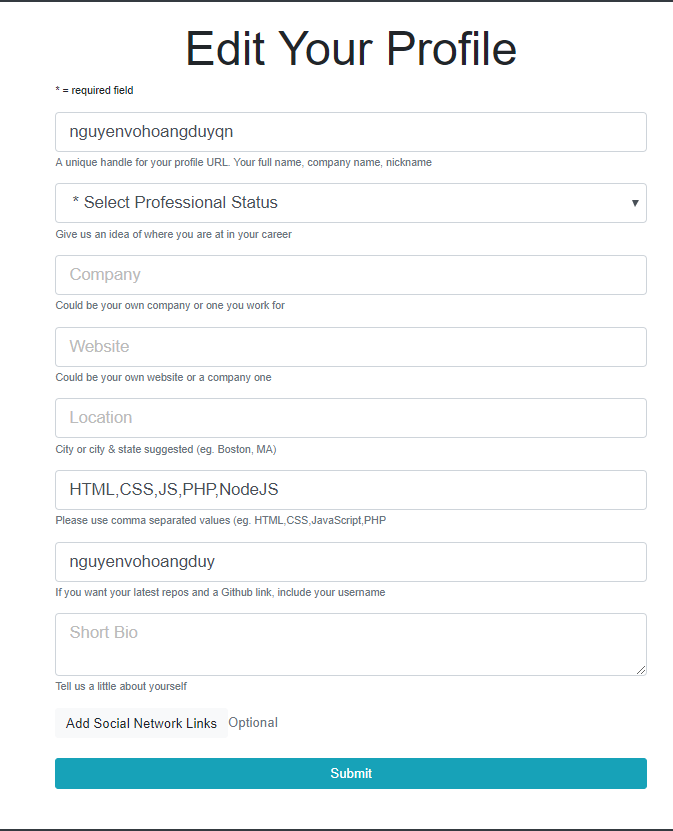 Edit Your Profile
* = required field
nguyenvohoangduyqn
A unique handle for your profile URL. Your full name, company name, nickname
* Select Professional Status
Give us an idea of where you are at in your career
Company
Could be your own company or one you work for
Website
Could be your own website or a company one
Location
City or city & state suggested (eg. Boston, MA)
HTML,CSS,JS,PHP,NodeJS
Please use comma separated values (eg. HTML,CSS,JavaScript,PHP
nguyenvohoangduy
If you want your latest repos and a Github link, include your username
Short Bio
Tell us a little about yourself
Add Social Network Links Optional
Submit